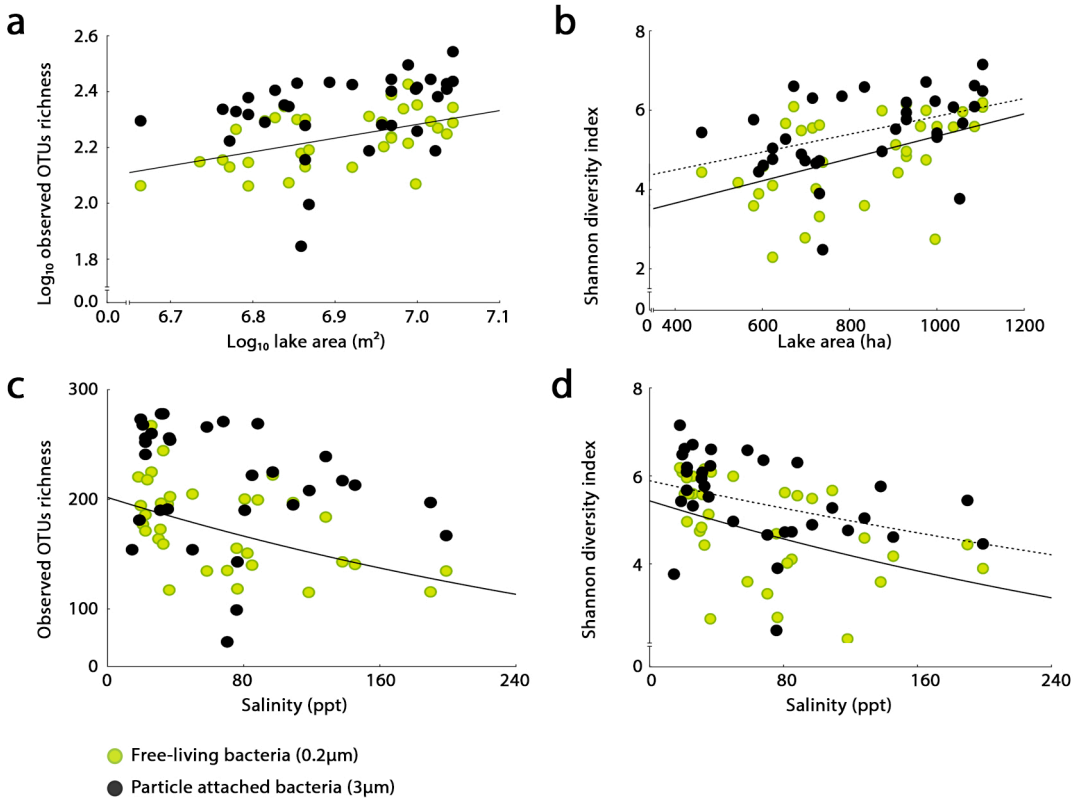 a
Log₁₀ observed OTUs richness
2.6
2.4
2.2
2.0
1.8
0.0
0.0 6.7 6.8 6.9 7.0 7.1
Log₁₀ lake area (m²)
b
Shannon diversity index
8
6
4
2
0
400 600 800 1000 1200
Lake area (ha)
c
Observed OTUs richness
300
200
100
0
0 80 160 240
Salinity (ppt)
d
Shannon diversity index
8
6
4
0
0 80 160 240
Salinity (ppt)
Free-living bacteria (0.2µm)
Particle attached bacteria (3µm)